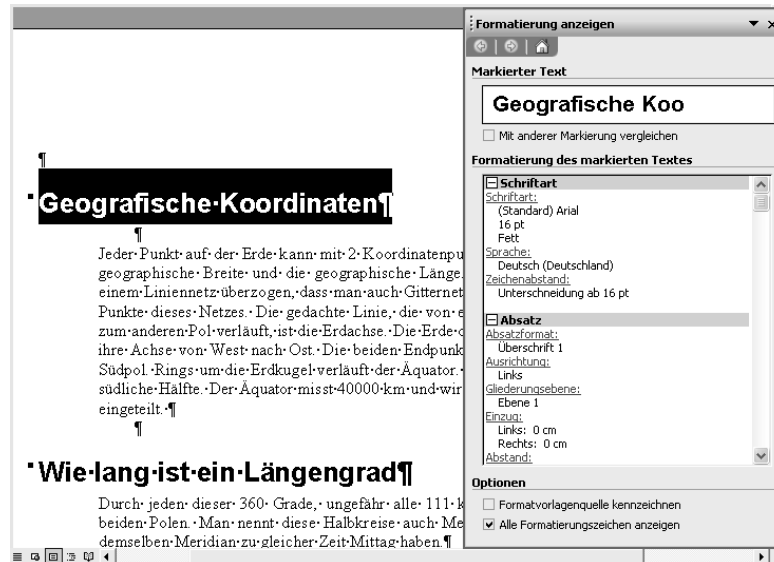 ¶
Geografische·Koordinaten¶
¶
Jeder·Punkt·auf·der·Erde·kann·mit·2·Koordinatenpu
geographische·Breite·und·die·geographische·Länge.
einem·Liniennetz·überzogen,·dass·man·auch·Gitternet
Punkte·dieses·Netzes.·Die·gedachte·Linie,·die·von·e
zum·anderen·Pol·verläuft,·ist·die·Erdachse.·Die·Erde·d
ihre·Achse·von·West·nach·Ost.·Die·beiden·Endpunk
Südpol.·Rings·um·die·Erdkugel·verläuft·der·Äquator.
südliche·Hälfte.·Der·Äquator·misst·40000·km·und·wir
eingeteilt.·¶
¶
Wie·lang·ist·ein·Längengrad¶
Durch·jeden·dieser·360·Grade,·ungefähr·alle·111·k
beiden·Polen.·Man·nennt·diese·Halbkreise·auch·Me
demselben·Meridian·zu·gleicher·Zeit·Mittag·haben.¶
Formatierung anzeigen
Markierter Text
Geografische Koo
Mit anderer Markierung vergleichen
Formatierung des markierten Textes
Schriftart
Schriftart:
(Standard) Arial
16 pt
Fett
Sprache:
Deutsch (Deutschland)
Zeichenabstand:
Unterschneidung ab 16 pt
Absatz
Absatzformat:
Überschrift 1
Ausrichtung:
Links
Gliederungsebene:
Ebene 1
Einzug:
Links: 0 cm
Rechts: 0 cm
Abstand:
Optionen
Formatvorlagenquelle kennzeichnen
Alle Formatierungszeichen anzeigen